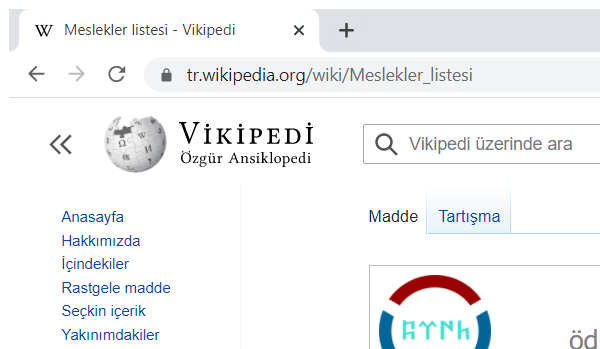 Meslekler listesi - Vikipedi
tr.wikipedia.org/wiki/Meslekler_listesi
VİKİPEDİ
Özgür Ansiklopedi
Vikipedi üzerinde ara
Anasayfa
Hakkımızda
İçindekiler
Rastgele madde
Seçkin içerik
Yakınımdakiler
Madde Tartışma
öd